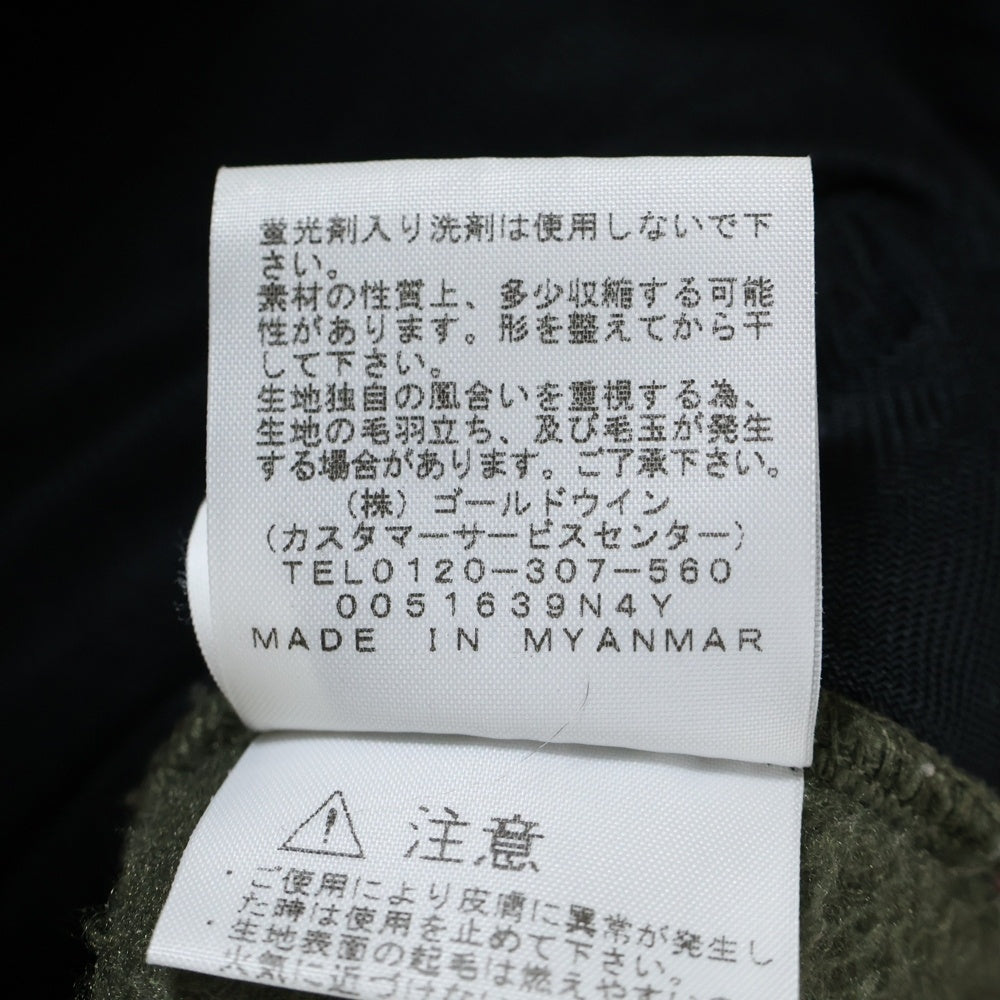 蛍光剤入り洗剤は使用しないで下
さい。
素材の性質上、多少収縮する可能
性があります。形を整えてから干
して下さい。
生地独自の風合いを重視する為、
生地の毛羽立ち、及び毛玉が発生
する場合があります。ご了承下さい。
(株) ゴールドウイン
(カスタマーサービスセンター)
TEL0120-307-560
0051639N4Y
MADE IN MYANMAR
注意
・ご使用により皮膚に異常が発生し
た時は使用を止めて下さい。
・生地表面の起毛は燃えやすい
火気に近づけな